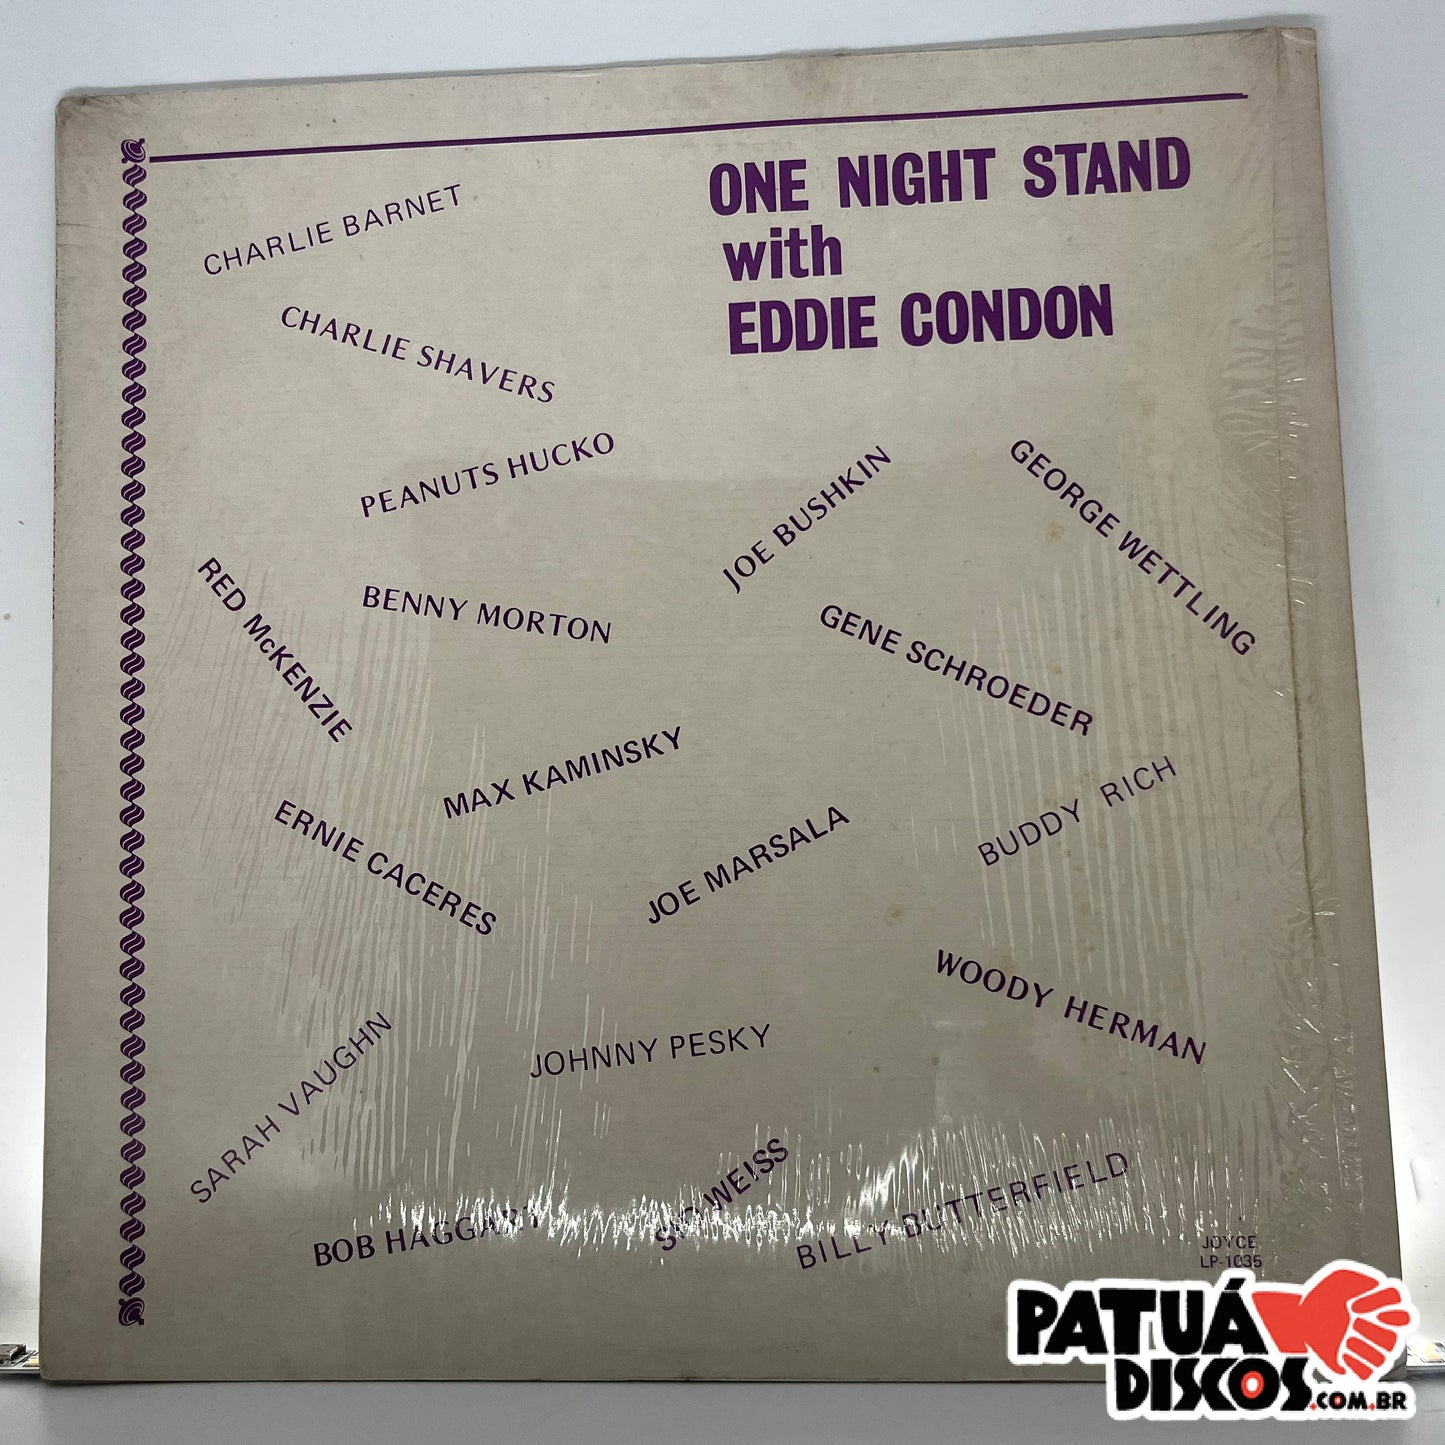 ONE NIGHT STAND
with
EDDIE CONDON
CHARLIE BARNET
CHARLIE SHAVERS
PEANUTS HUCKO
JOE BUSHKIN
GEORGE WETTLING
RED McKENZIE
BENNY MORTON
GENE SCHROEDER
MAX KAMINSKY
BUDDY RICH
ERNIE CACERES
JOE MARSALA
WOODY HERMAN
SARAH VAUGHN
JOHNNY PESKY
BOB HAGGART
SID WEISS
BILLY BUTTERFIELD
JOYCE
LP-1035
PATUÁ
DISCOS.COM.BR